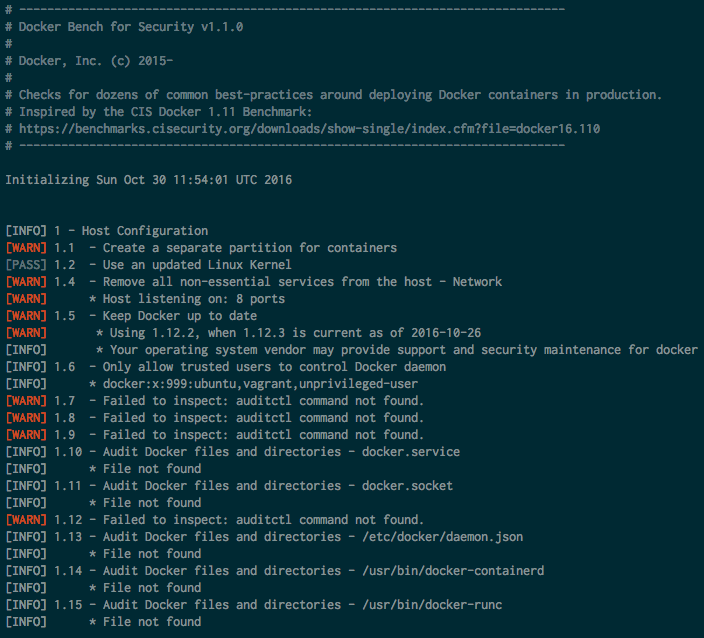 # ------------------------------------------------------------------------------
# Docker Bench for Security v1.1.0
#
# Docker, Inc. (c) 2015-
#
# Checks for dozens of common best-practices around deploying Docker containers in production.
# Inspired by the CIS Docker 1.11 Benchmark:
# https://benchmarks.cisecurity.org/downloads/show-single/index.cfm?file=docker16.110
# ------------------------------------------------------------------------------
Initializing Sun Oct 30 11:54:01 UTC 2016
[INFO] 1 - Host Configuration
[WARN] 1.1  - Create a separate partition for containers
[PASS] 1.2  - Use an updated Linux Kernel
[WARN] 1.4  - Remove all non-essential services from the host - Network
[WARN]      * Host listening on: 8 ports
[WARN] 1.5  - Keep Docker up to date
[WARN]       * Using 1.12.2, when 1.12.3 is current as of 2016-10-26
[INFO]       * Your operating system vendor may provide support and security maintenance for docker
[INFO] 1.6  - Only allow trusted users to control Docker daemon
[INFO]      * docker:x:999:ubuntu,vagrant,unprivileged-user
[WARN] 1.7  - Failed to inspect: auditctl command not found.
[WARN] 1.8  - Failed to inspect: auditctl command not found.
[WARN] 1.9  - Failed to inspect: auditctl command not found.
[INFO] 1.10 - Audit Docker files and directories - docker.service
[INFO]      * File not found
[INFO] 1.11 - Audit Docker files and directories - docker.socket
[INFO]      * File not found
[WARN] 1.12 - Failed to inspect: auditctl command not found.
[INFO] 1.13 - Audit Docker files and directories - /etc/docker/daemon.json
[INFO]      * File not found
[INFO] 1.14 - Audit Docker files and directories - /usr/bin/docker-containerd
[INFO]      * File not found
[INFO] 1.15 - Audit Docker files and directories - /usr/bin/docker-runc
[INFO]      * File not found